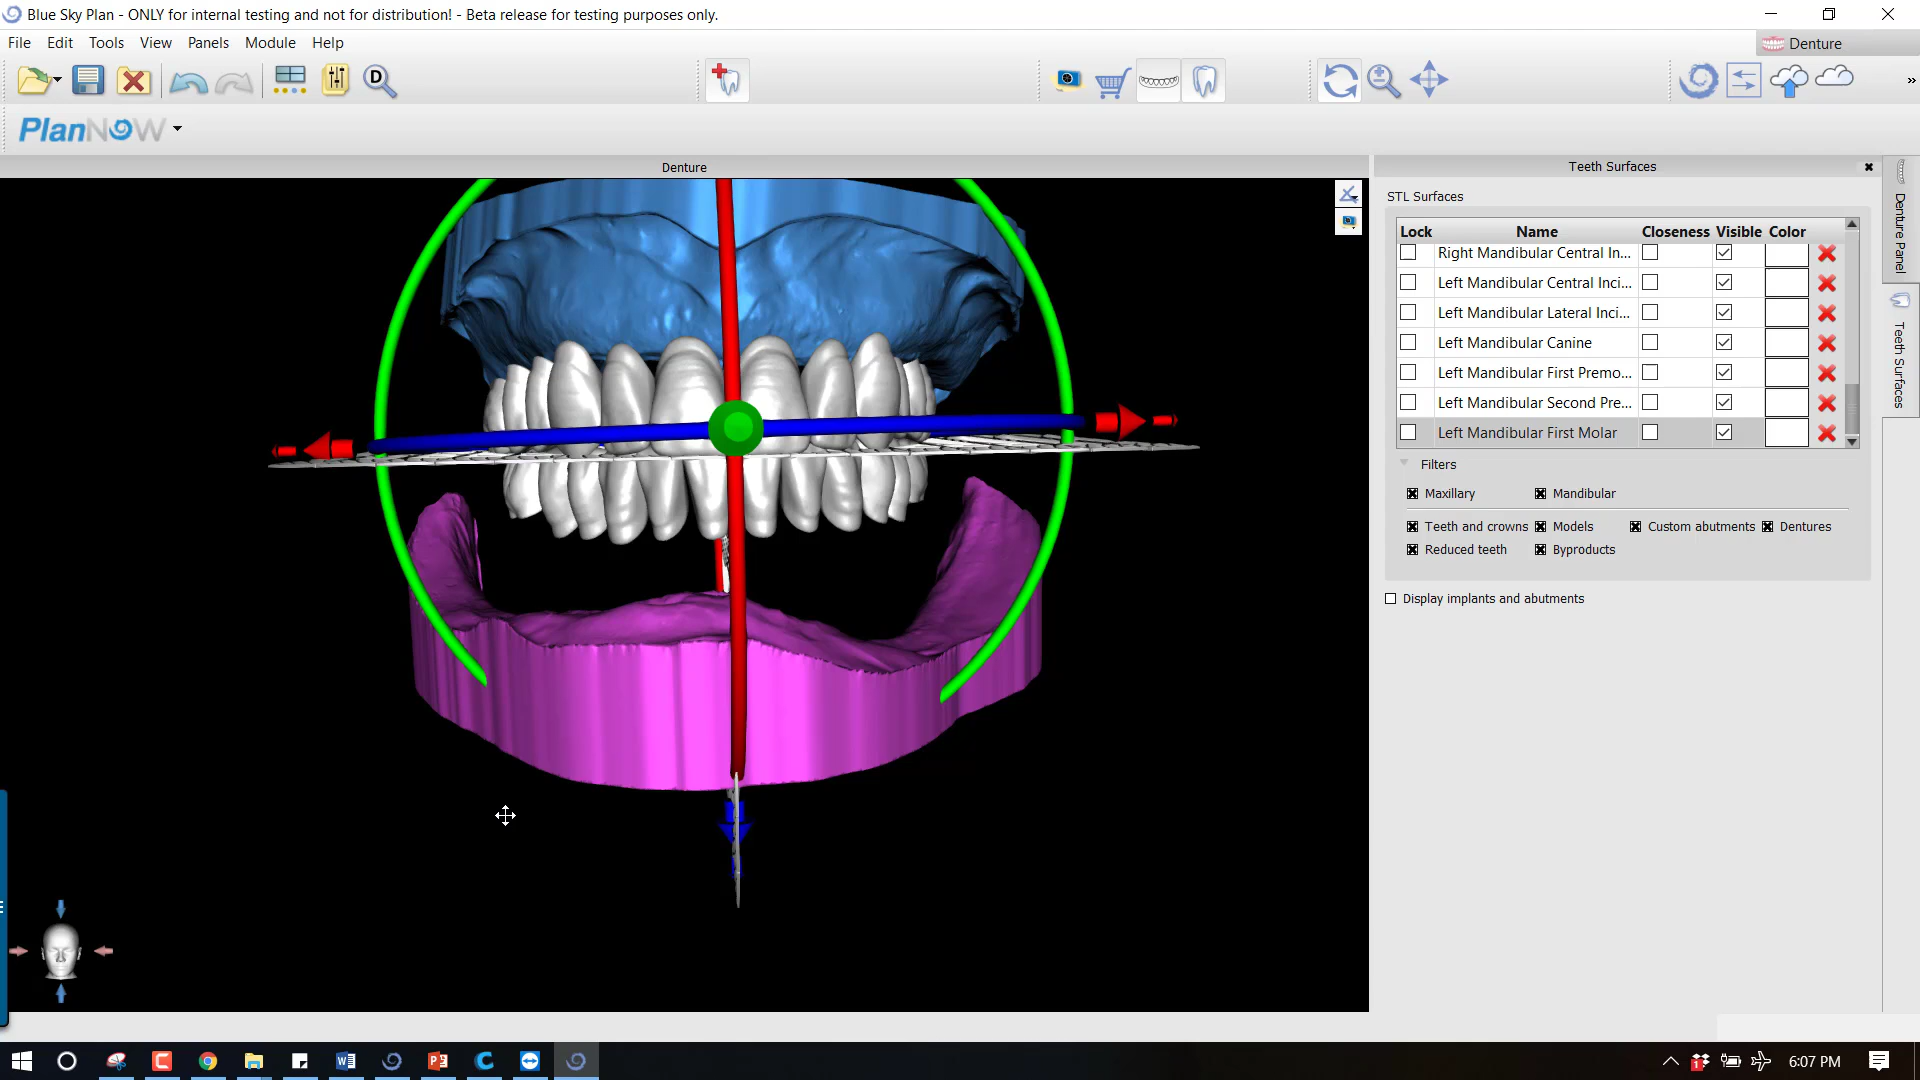 Blue Sky Plan - ONLY for internal testing and not for distribution! - Beta release for testing purposes only.
File Edit Tools View Panels Module Help
Denture
D
PlanNOW
Denture
Teeth Surfaces
STL Surfaces
Lock Name Closeness Visible Color
Right Mandibular Central In...
Left Mandibular Central Inci...
Left Mandibular Lateral Inci...
Left Mandibular Canine
Left Mandibular First Premo...
Left Mandibular Second Pre...
Left Mandibular First Molar
Filters
Maxillary Mandibular
Teeth and crowns Models Custom abutments Dentures
Reduced teeth Byproducts
Display implants and abutments
Denture Panel
Teeth Surfaces
6:07 PM